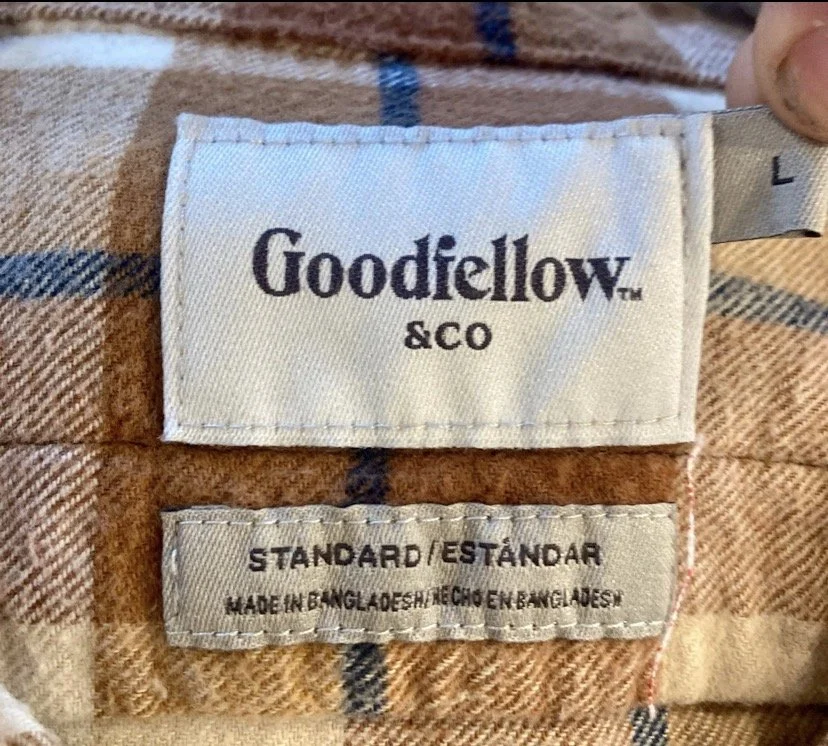 Goodfellow™
&CO
L
STANDARD/ESTÁNDAR
MADE IN BANGLADESH/HECHO EN BANGLADESH